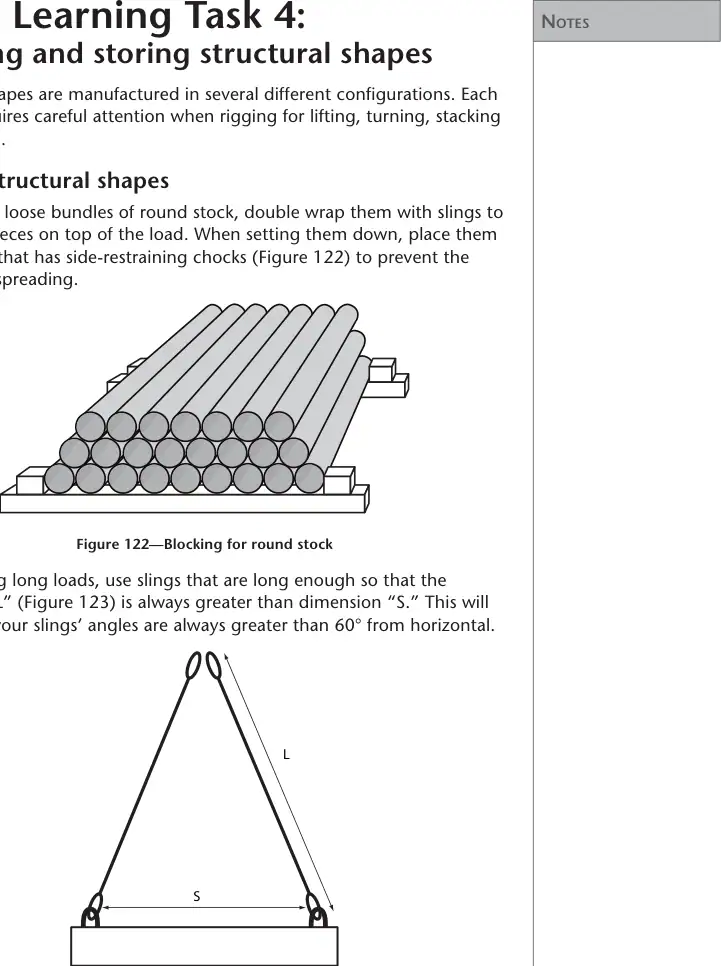 Learning Task 4:
NOTES
ng and storing structural shapes
apes are manufactured in several different configurations. Each
uires careful attention when rigging for lifting, turning, stacking
.
tructural shapes
loose bundles of round stock, double wrap them with slings to
eces on top of the load. When setting them down, place them
that has side-restraining chocks (Figure 122) to prevent the
spreading.
Figure 122—Blocking for round stock
g long loads, use slings that are long enough so that the
L” (Figure 123) is always greater than dimension “S.” This will
your slings’ angles are always greater than 60° from horizontal.
L
S